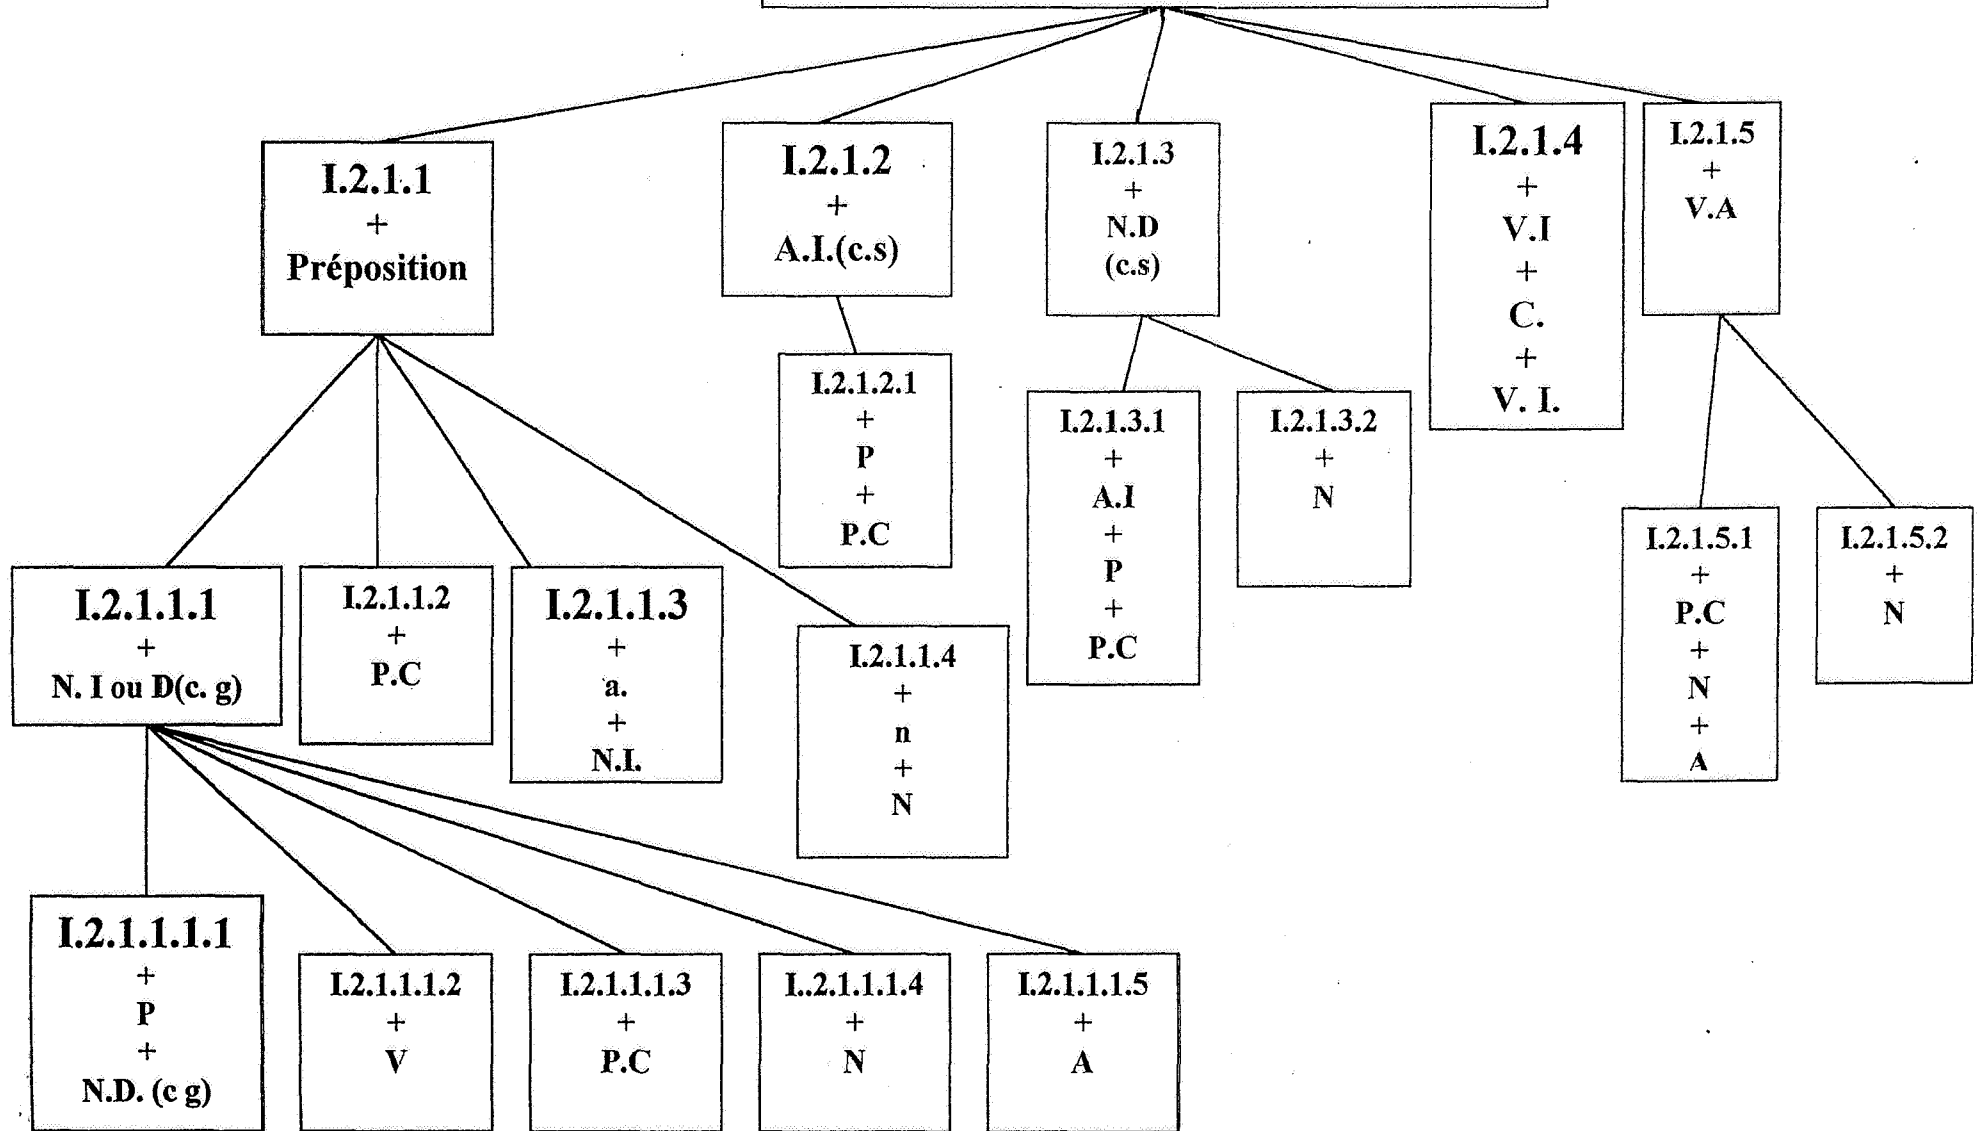 I.2.1.1
+
Préposition
I.2.1.2
+
A.I.(c.s)
I.2.1.3
+
N.D
(c.s)
I.2.1.4
+
V.I
+
C.
+
V. I.
I.2.1.5
+
V.A
I.2.1.2.1
+
P
+
P.C
I.2.1.3.1
+
A.I
+
P
+
P.C
I.2.1.3.2
+
N
I.2.1.5.1
+
P.C
+
N
+
A
I.2.1.5.2
+
N
I.2.1.1.1
+
N. I ou D(c. g)
I.2.1.1.2
+
P.C
I.2.1.1.3
+
a.
+
N.I.
I.2.1.1.4
+
n
+
N
I.2.1.1.1.1
+
P
+
N.D. (c g)
I.2.1.1.1.2
+
V
I.2.1.1.1.3
+
P.C
I..2.1.1.1.4
+
N
I.2.1.1.1.5
+
A